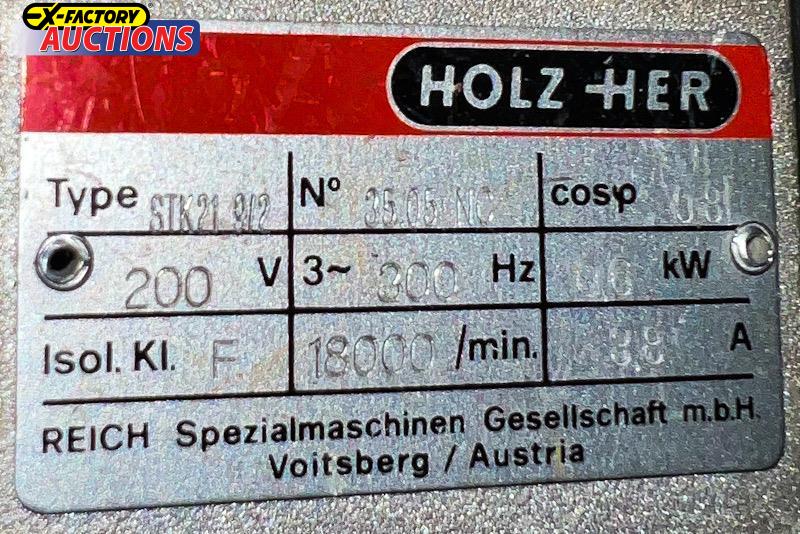 EX-FACTORY
AUCTIONS
HOLZ-HER
Type STK21 9/2 Nº 35.05 NC cosφ
200 V 3~ 300 Hz kW
Isol. Kl. F 18000 /min. A
REICH Spezialmaschinen Gesellschaft m.b.H.
Voitsberg / Austria